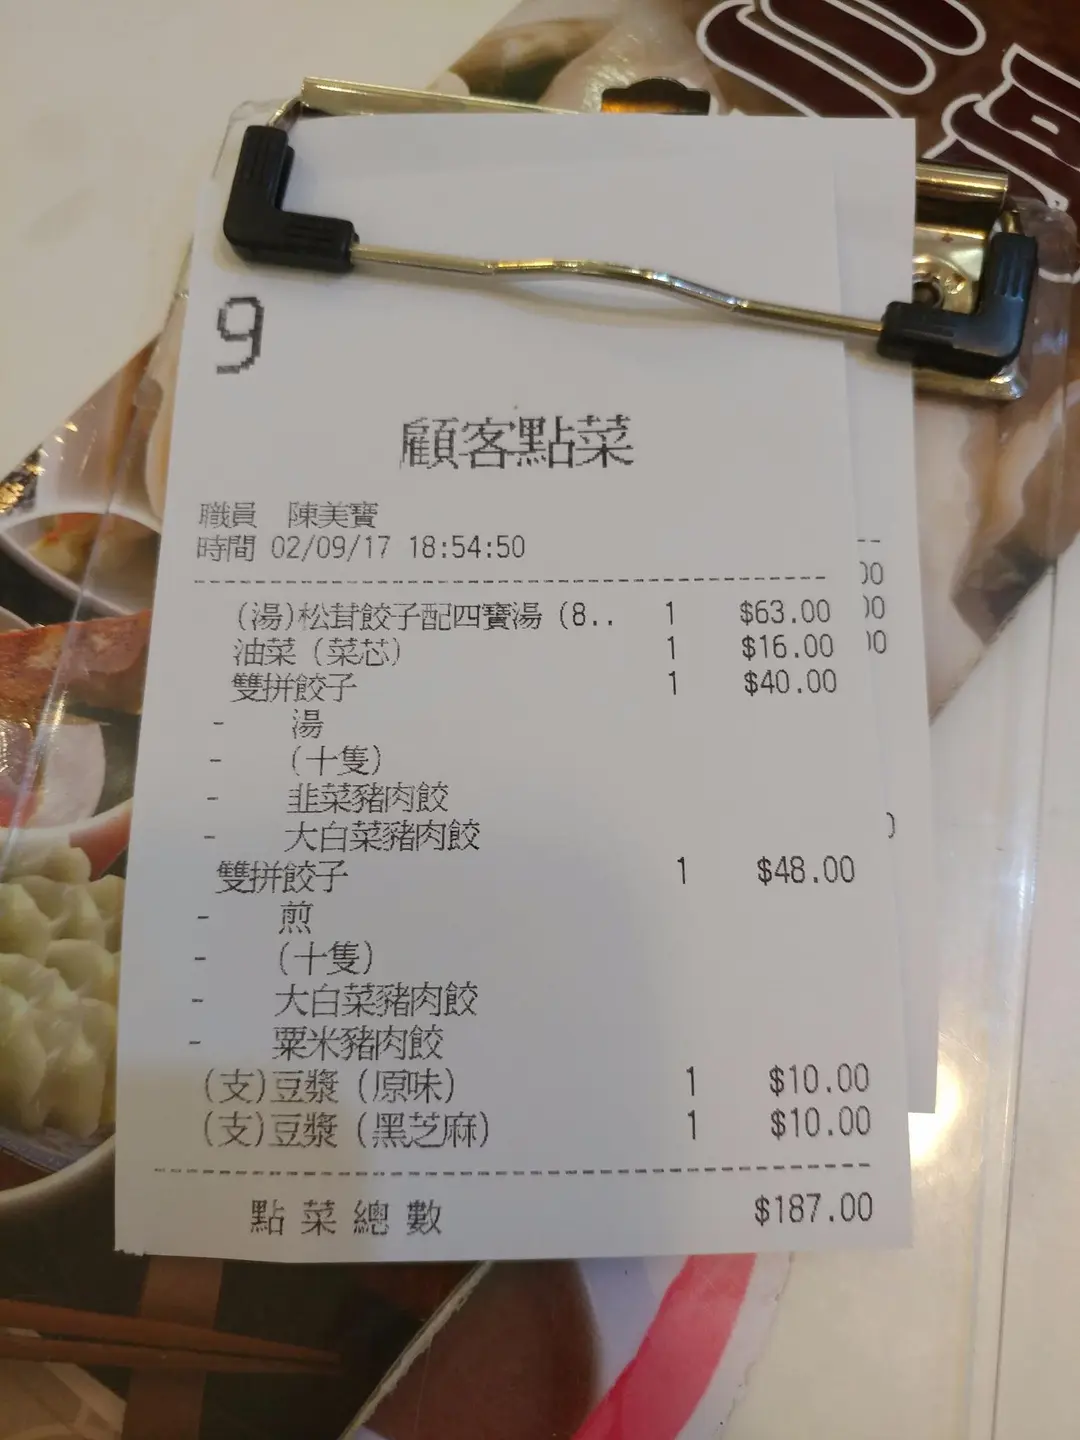 9
顧客點菜
職員 陳美寶
時間 02/09/17 18:54:50
(湯)松茸餃子配四寶湯 (8.. 1 $63.00
油菜 (菜芯) 1 $16.00
雙拼餃子 1 $40.00
- 湯
- (十隻)
- 韭菜豬肉餃
- 大白菜豬肉餃
雙拼餃子 1 $48.00
- 煎
- (十隻)
- 大白菜豬肉餃
- 粟米豬肉餃
(支)豆漿 (原味) 1 $10.00
(支)豆漿 (黑芝麻) 1 $10.00
點菜總數 $187.00